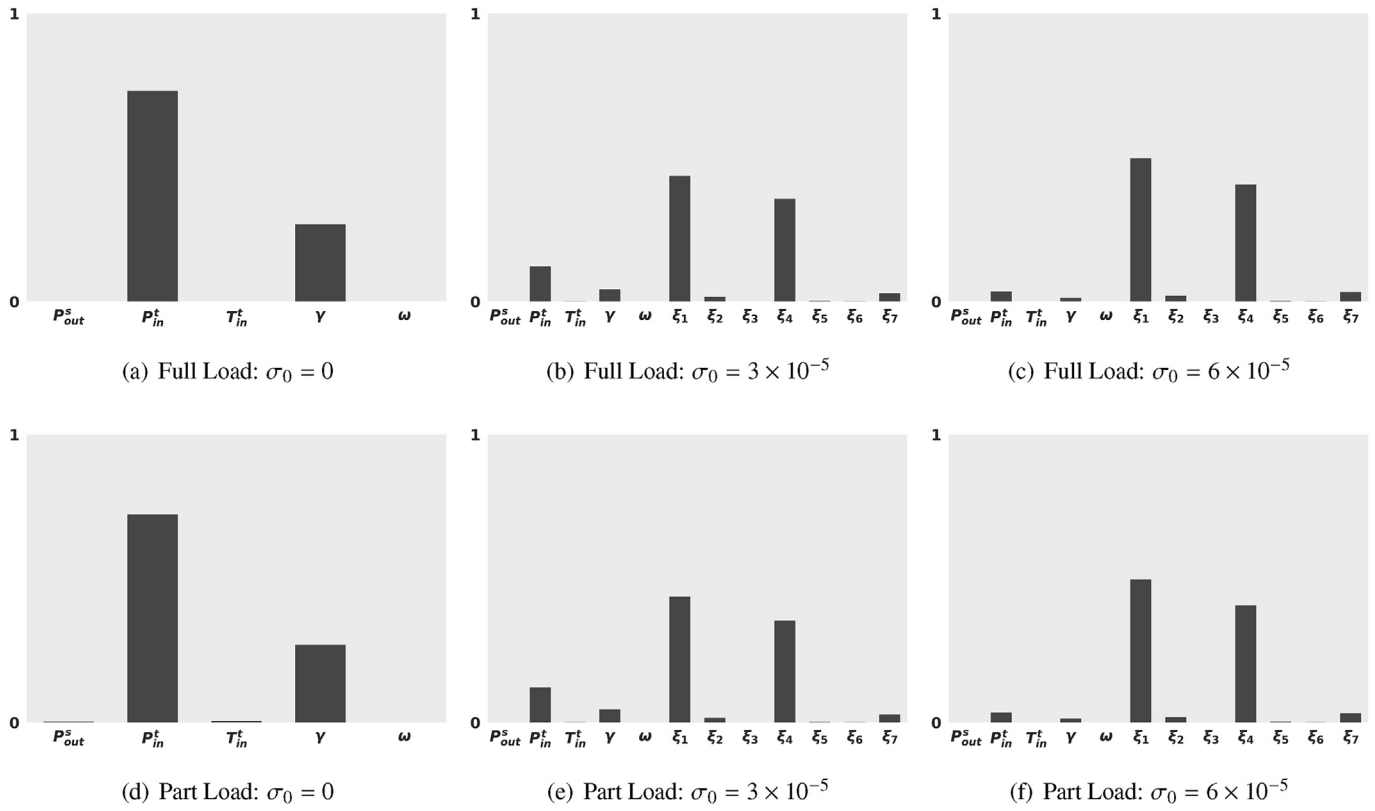 1 1 1
0 0 0
P^s_out P^t_in T^t_in γ ω P^s_out P^t_in T^t_in γ ω ξ₁ ξ₂ ξ₃ ξ₄ ξ₅ ξ₆ ξ₇ P^s_out P^t_in T^t_in γ ω ξ₁ ξ₂ ξ₃ ξ₄ ξ₅ ξ₆ ξ₇
(a) Full Load: σ₀ = 0 (b) Full Load: σ₀ = 3 × 10⁻⁵ (c) Full Load: σ₀ = 6 × 10⁻⁵
1 1 1
0 0 0
P^s_out P^t_in T^t_in γ ω P^s_out P^t_in T^t_in γ ω ξ₁ ξ₂ ξ₃ ξ₄ ξ₅ ξ₆ ξ₇ P^s_out P^t_in T^t_in γ ω ξ₁ ξ₂ ξ₃ ξ₄ ξ₅ ξ₆ ξ₇
(d) Part Load: σ₀ = 0 (e) Part Load: σ₀ = 3 × 10⁻⁵ (f) Part Load: σ₀ = 6 × 10⁻⁵